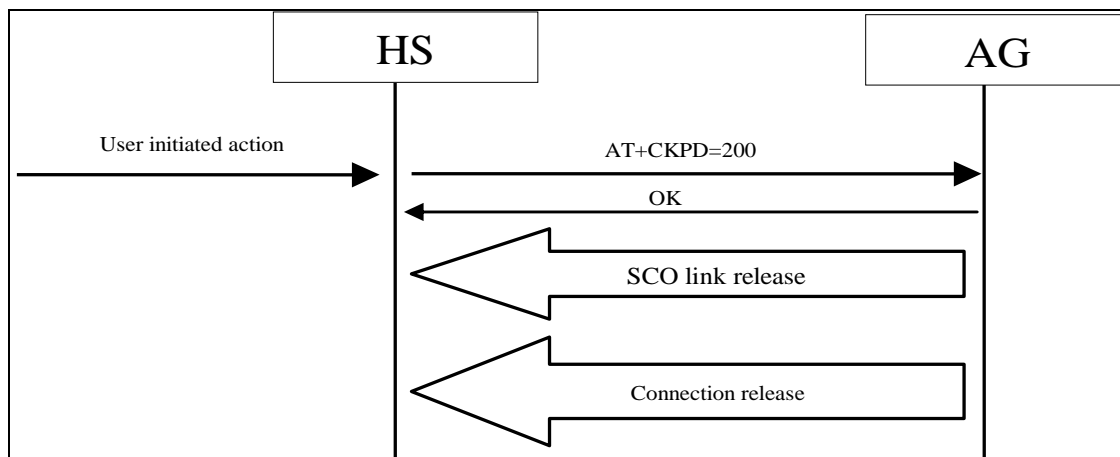 HS
AG
User initiated action
AT+CKPD=200
OK
SCO link release
Connection release